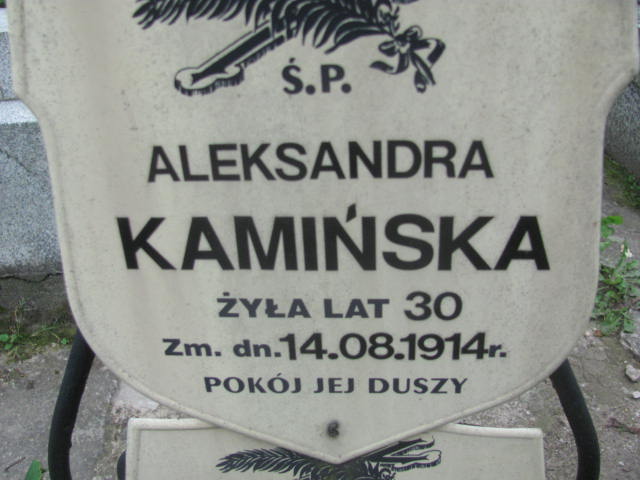 Ś.P.
ALEKSANDRA
KAMIŃSKA
ŻYŁA LAT 30
Zm. dn. 14.08.1914r.
POKÓJ JEJ DUSZY